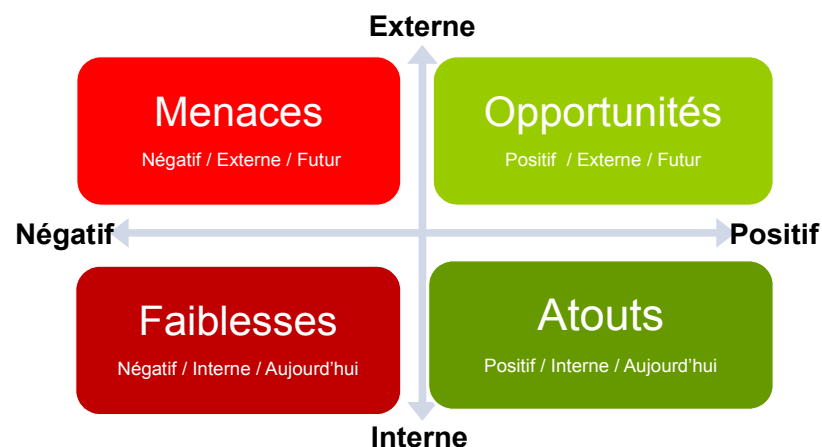 Externe
Menaces
Négatif / Externe / Futur
Opportunités
Positif / Externe / Futur
Négatif
Positif
Faiblesses
Négatif / Interne / Aujourd’hui
Atouts
Positif / Interne / Aujourd’hui
Interne